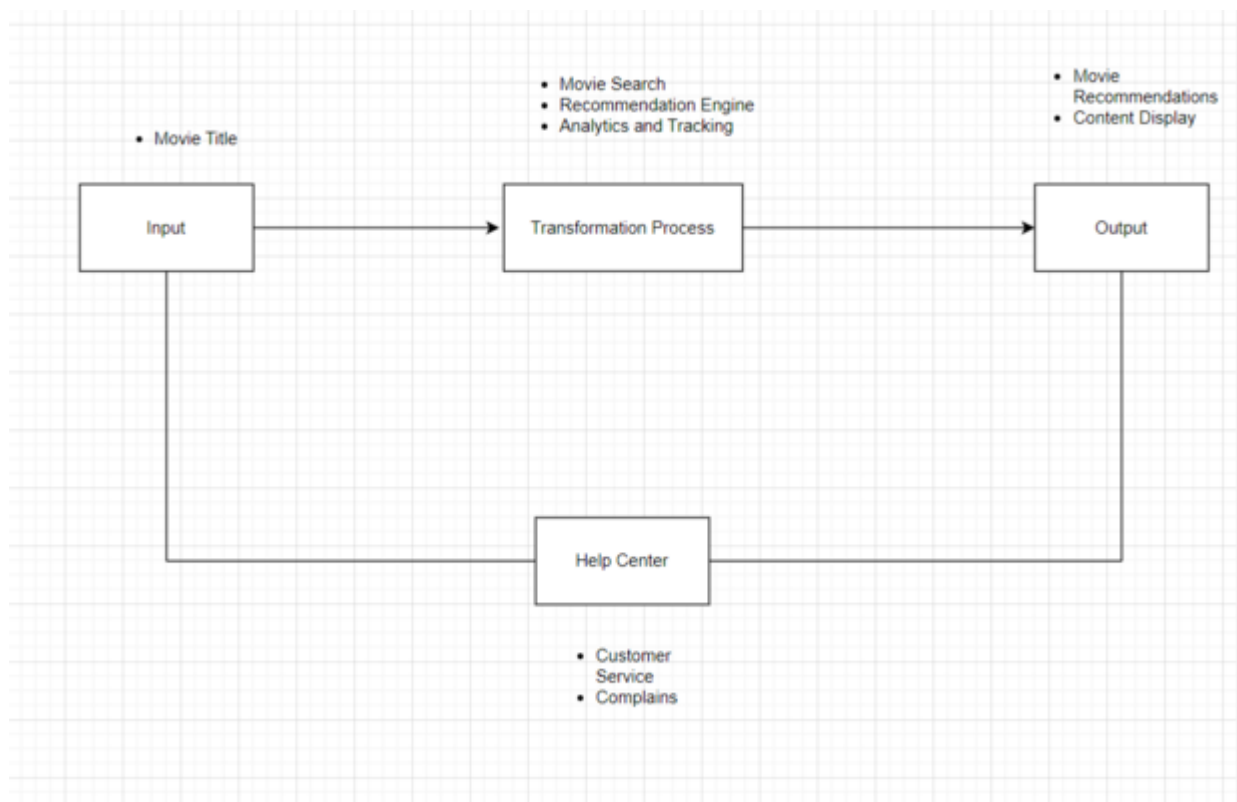 • Movie Search
• Recommendation Engine
• Analytics and Tracking
• Movie
Recommendations
• Content Display
• Movie Title
Input
Transformation Process
Output
Help Center
• Customer
Service
• Complains